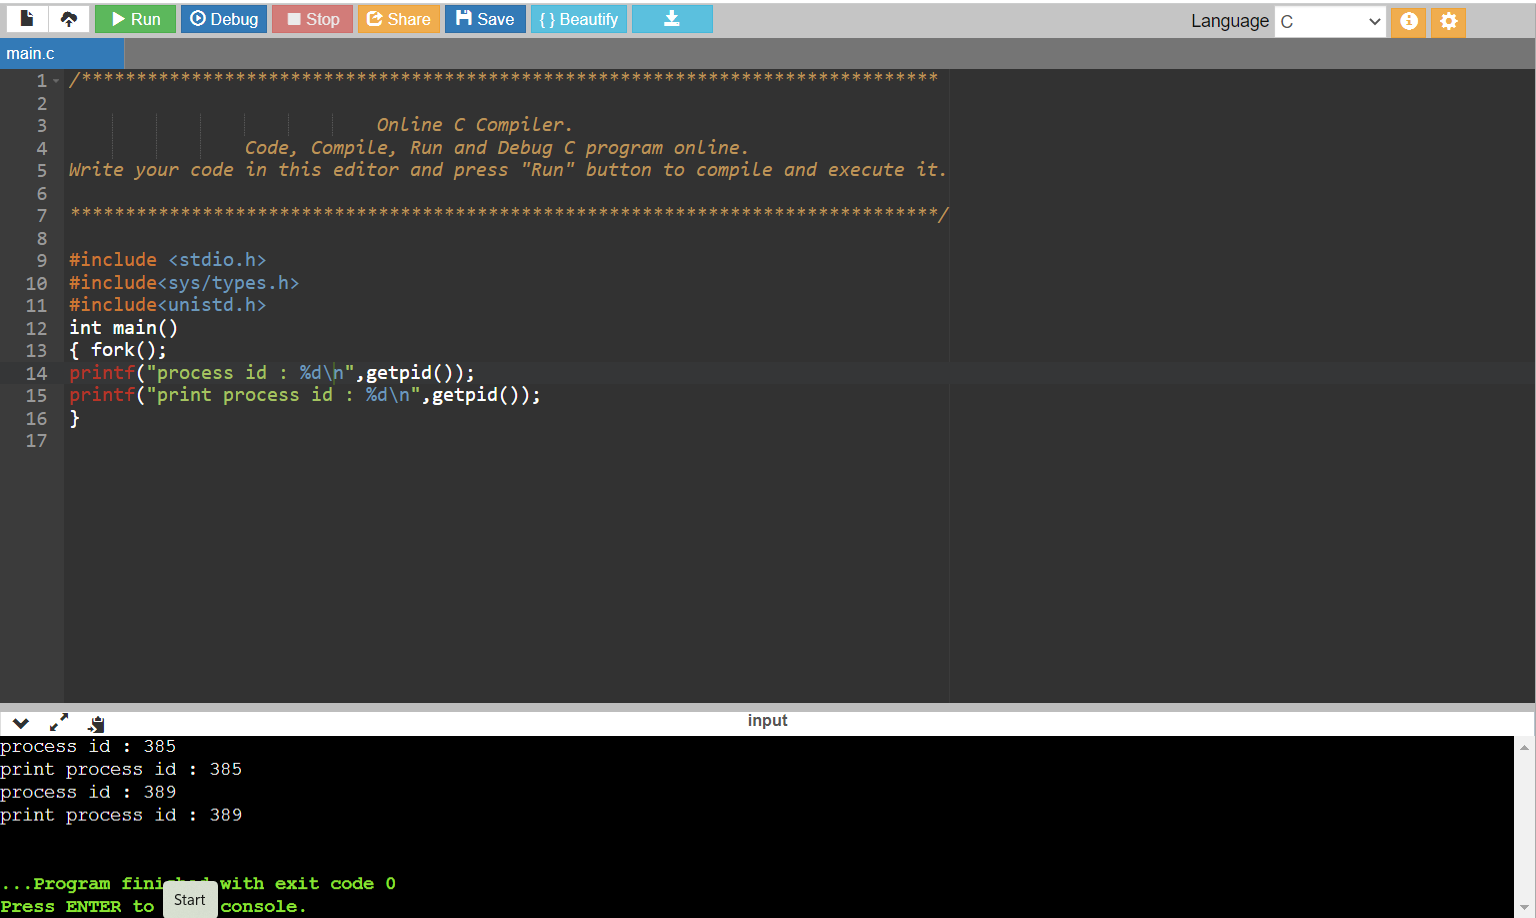 Run Debug Stop Share Save { } Beautify Language C
main.c
1 /******************************************************************************
2
3 Online C Compiler.
4 Code, Compile, Run and Debug C program online.
5 Write your code in this editor and press "Run" button to compile and execute it.
6
7 *******************************************************************************/
8
9 #include <stdio.h>
10 #include<sys/types.h>
11 #include<unistd.h>
12 int main()
13 { fork();
14 printf("process id : %d\n",getpid());
15 printf("print process id : %d\n",getpid());
16 }
17
input
process id : 385
print process id : 385
process id : 389
print process id : 389
...Program with exit code 0
Press ENTER to console.
Start